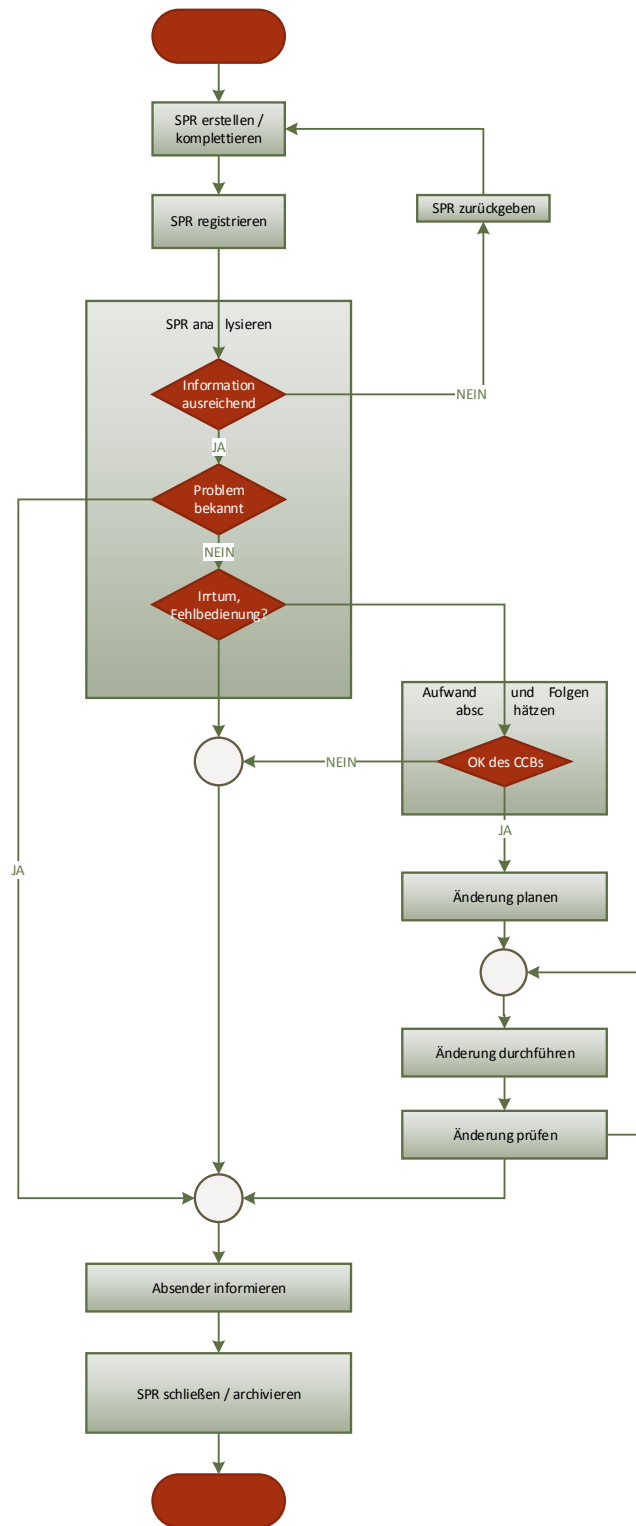 SPR erstellen /
komplettieren
SPR registrieren
SPR zurückgeben
SPR ana lysieren
Information
ausreichend
NEIN
JA
Problem
bekannt
NEIN
Irrtum,
Fehlbedienung?
Aufwand und Folgen
absc hätzen
OK des CCBs
NEIN
JA
JA
Änderung planen
Änderung durchführen
Änderung prüfen
Absender informieren
SPR schließen / archivieren